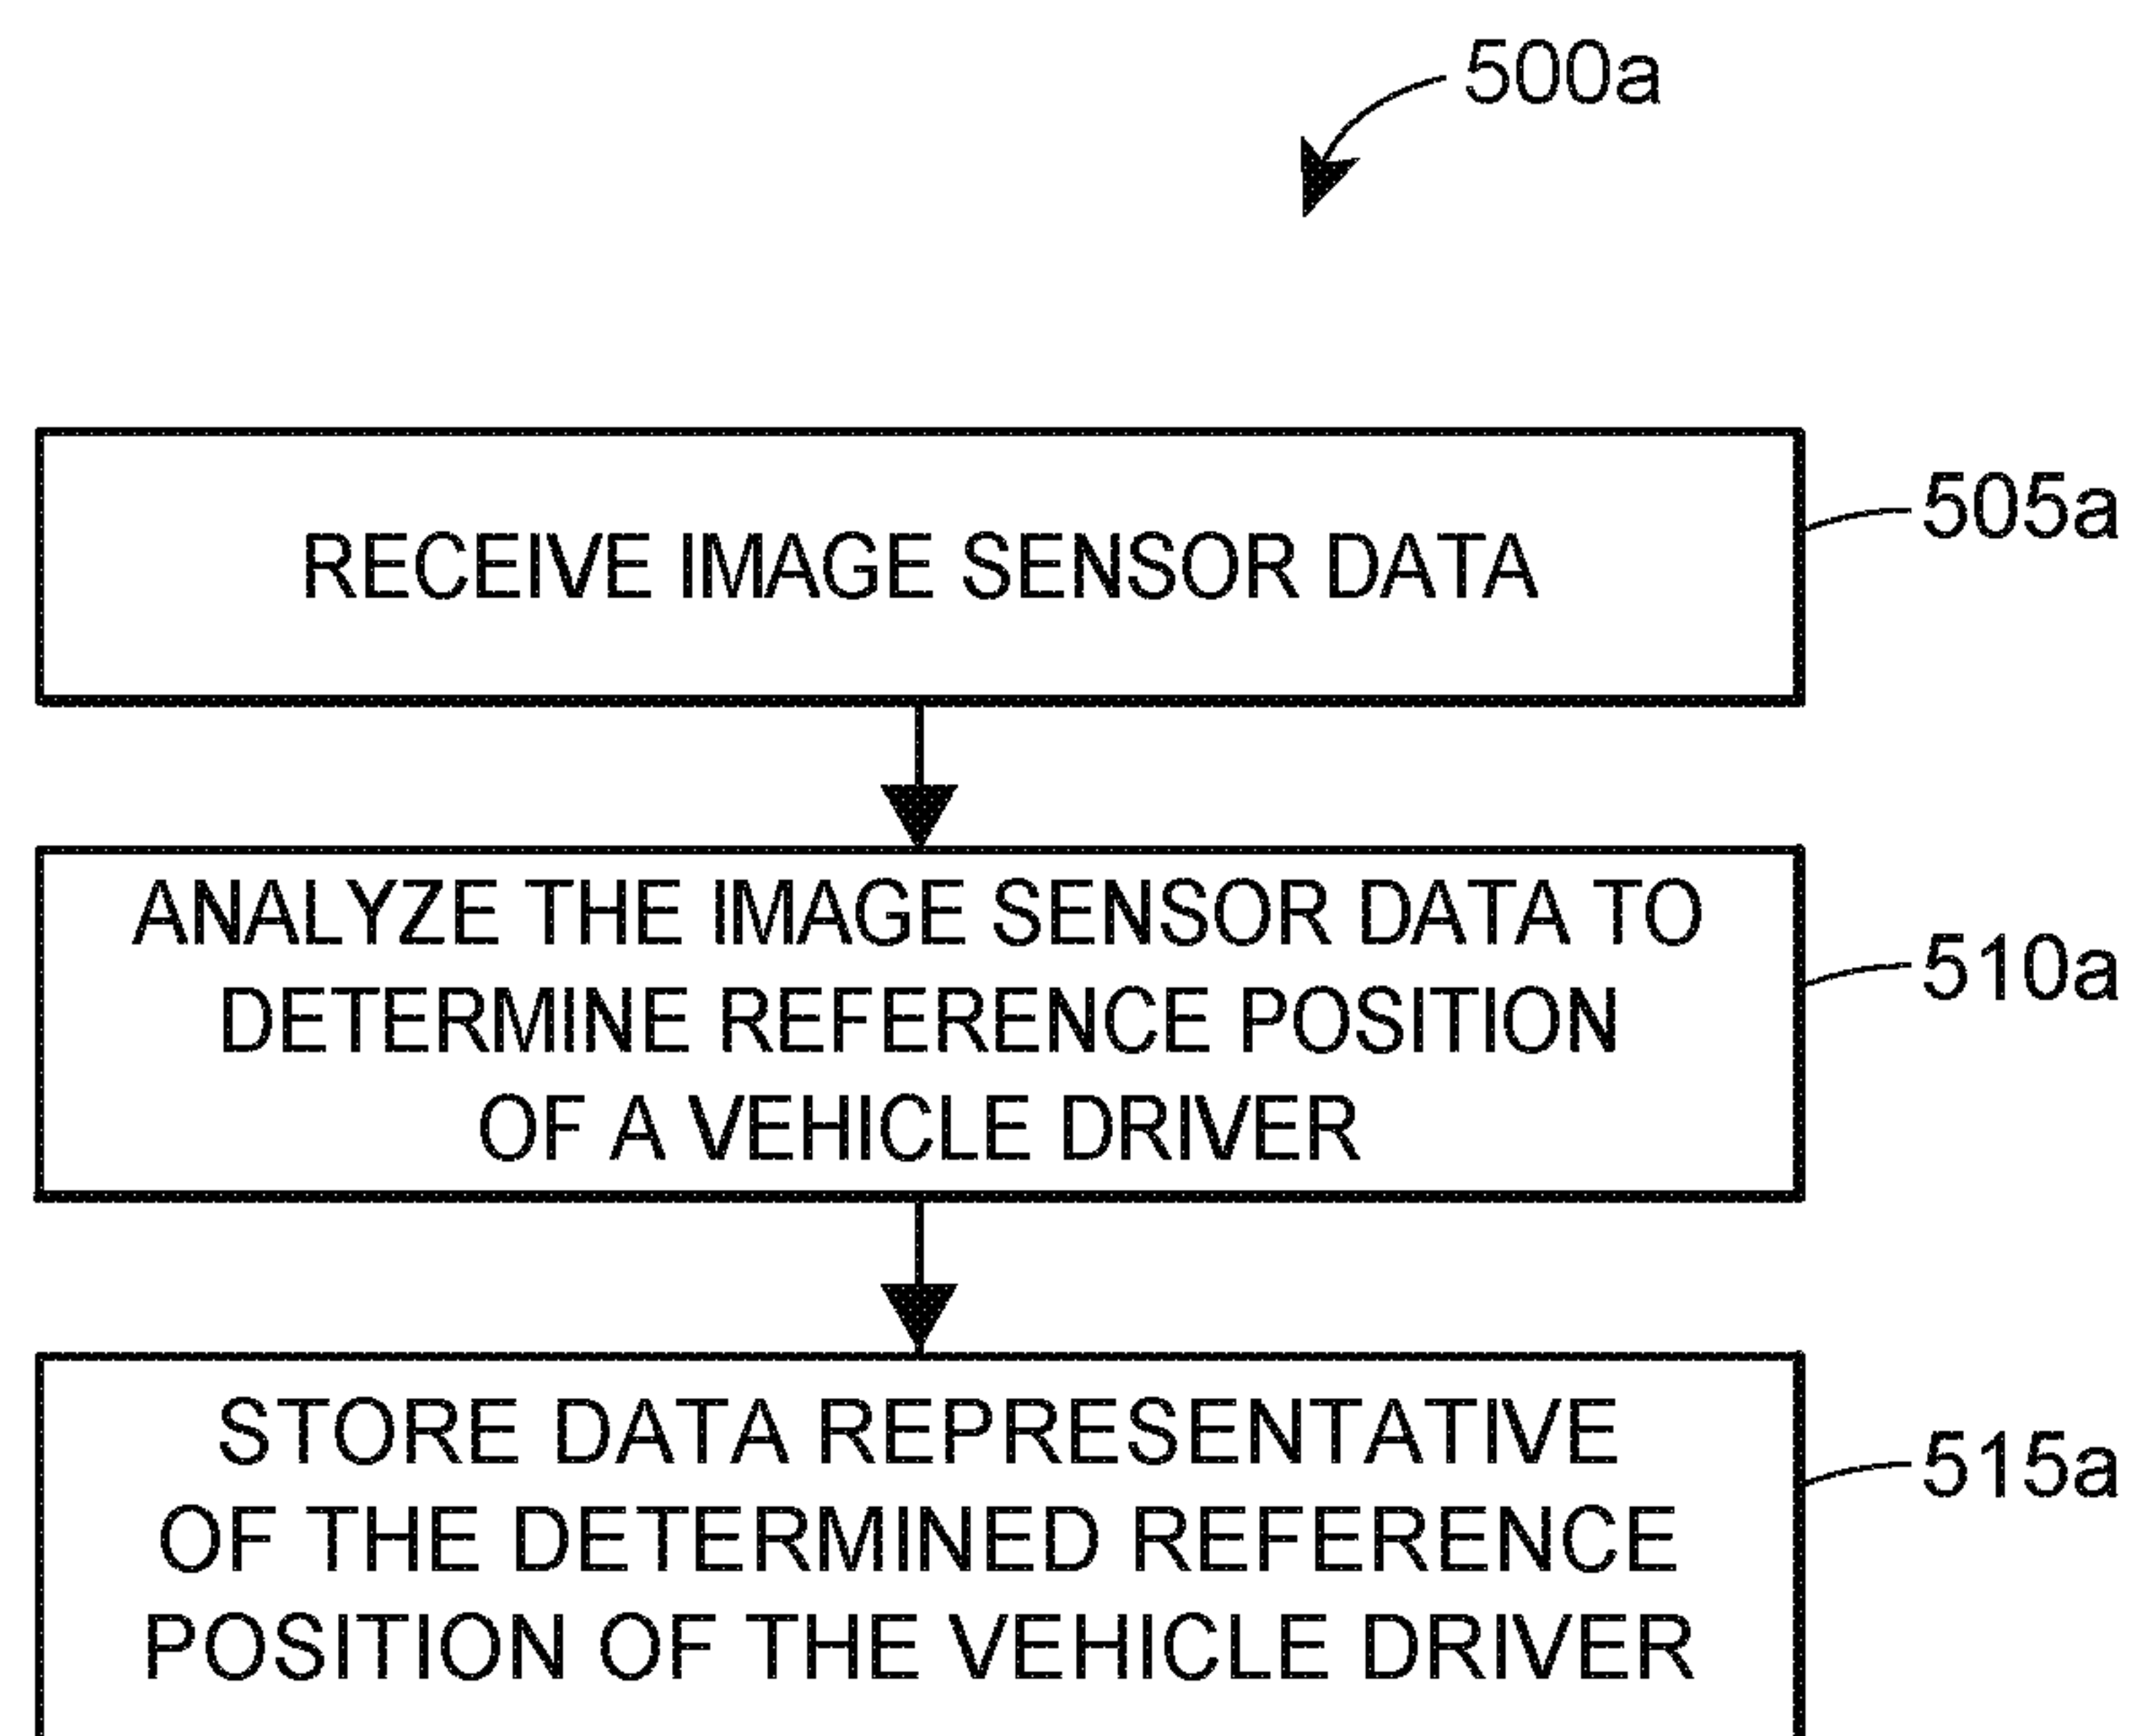 500a
RECEIVE IMAGE SENSOR DATA
505a
ANALYZE THE IMAGE SENSOR DATA TO
DETERMINE REFERENCE POSITION
OF A VEHICLE DRIVER
510a
STORE DATA REPRESENTATIVE
OF THE DETERMINED REFERENCE
POSITION OF THE VEHICLE DRIVER
515a